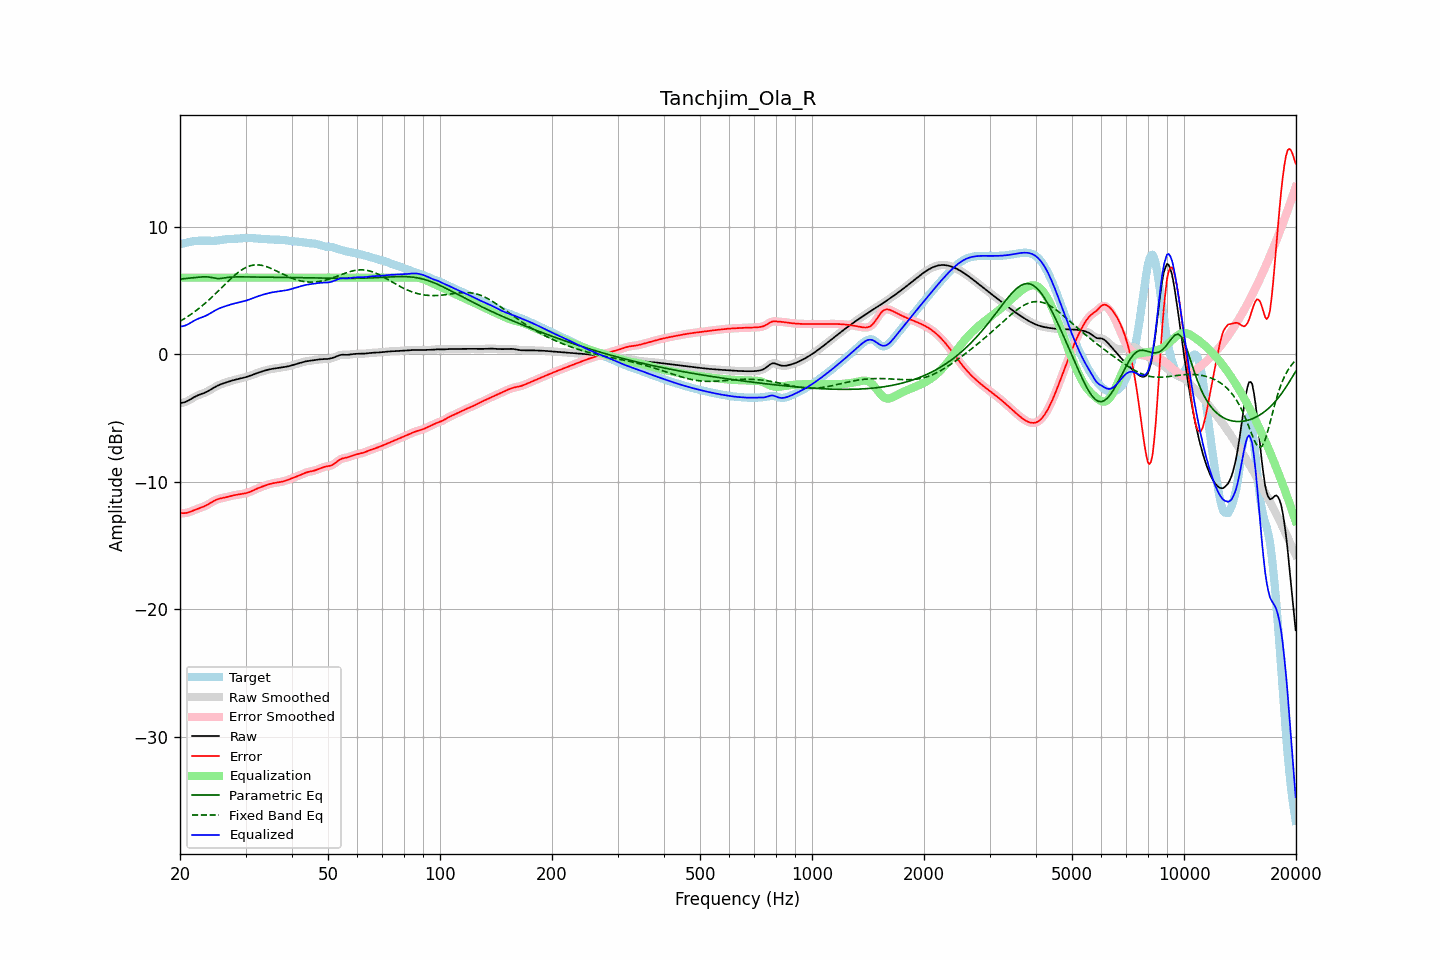 Tanchjim_Ola_R
Amplitude (dBr)
10
0
−10
−20
−30
Target
Raw Smoothed
Error Smoothed
Raw
Error
Equalization
Parametric Eq
Fixed Band Eq
Equalized
20 50 100 200 500 1000 2000 5000 10000 20000
Frequency (Hz)